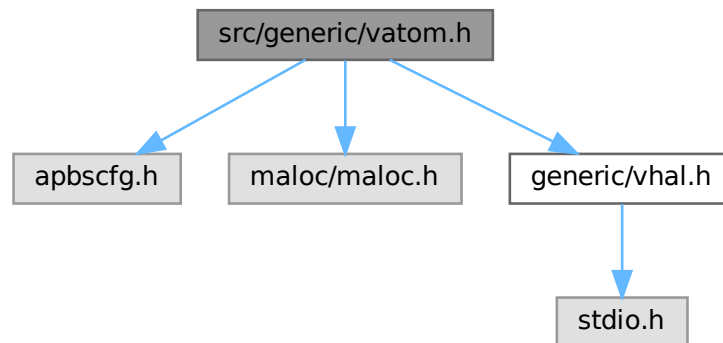 src/generic/vatom.h
apbscfg.h
maloc/maloc.h
generic/vhal.h
stdio.h